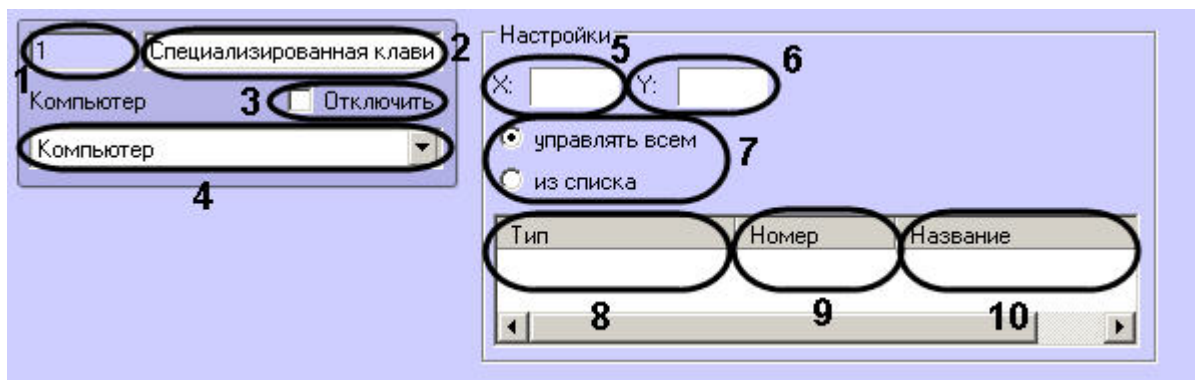 1 Специализированная клави 2
1
Компьютер 3 Отключить
Компьютер
4
Настройки
5 6
X: Y:
управлять всем
7
из списка
Тип Номер Название
8 9 10